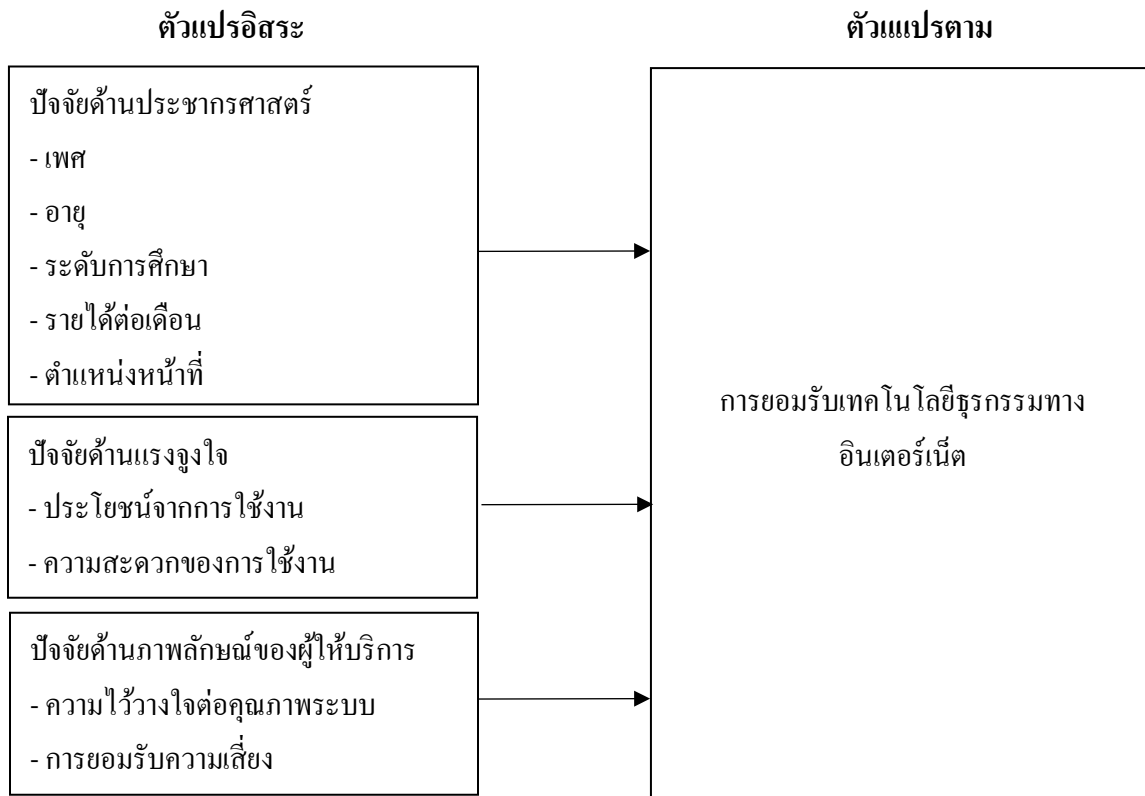 ตัวแปรอิสระ
ตัวแแปรตาม
ปัจจัยด้านประชากรศาสตร์
- เพศ
- อายุ
- ระดับการศึกษา
- รายได้ต่อเดือน
- ตำแหน่งหน้าที่
ปัจจัยด้านแรงจูงใจ
- ประโยชน์จากการใช้งาน
- ความสะดวกของการใช้งาน
ปัจจัยด้านภาพลักษณ์ของผู้ให้บริการ
- ความไว้วางใจต่อคุณภาพระบบ
- การยอมรับความเสี่ยง
การยอมรับเทคโนโลยีธุรกรรมทาง
อินเตอร์เน็ต